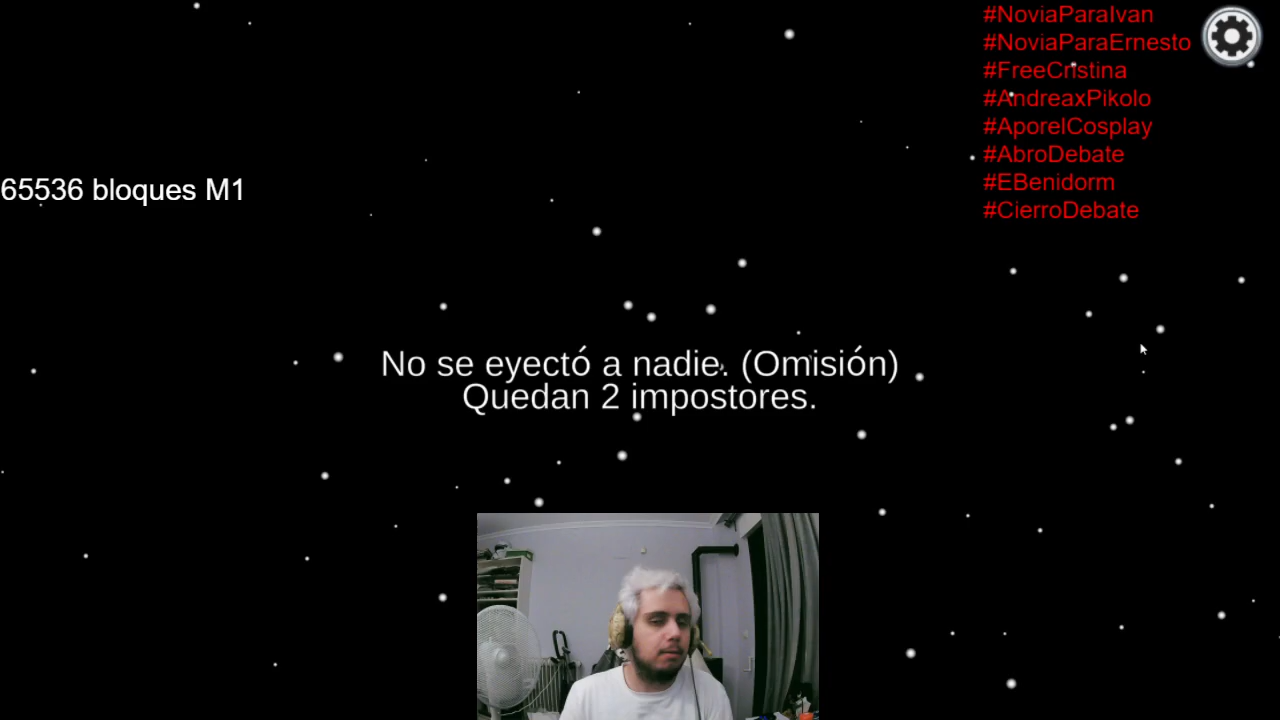 #NoviaParaIvan
#NoviaParaErnesto
#FreeCristina
#AndreaxPikolo
#AporelCosplay
#AbroDebate
#EBenidorm
#CierroDebate
65536 bloques M1
No se eyectó a nadie. (Omisión)
Quedan 2 impostores.